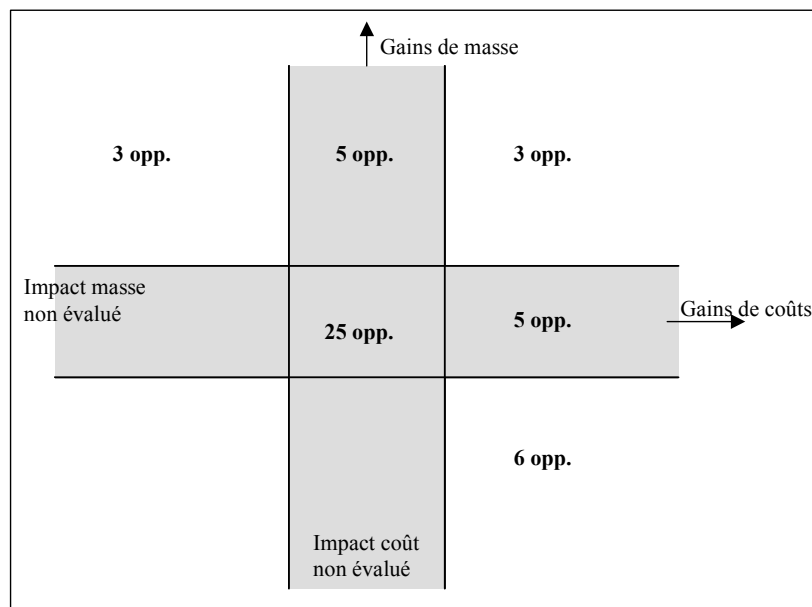 Gains de masse
3 opp.
5 opp.
3 opp.
Impact masse
non évalué
25 opp.
5 opp.
Gains de coûts
6 opp.
Impact coût
non évalué